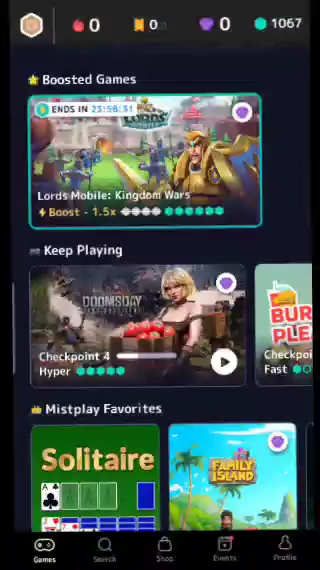 0 0 0 1067
Boosted Games
ENDS IN 23:58:31
LORDS
MOBILE
Lords Mobile: Kingdom Wars
Boost - 1.5x
Keep Playing
DOOMSDAY
Checkpoint 4
Hyper
BUR
PLE
Checkpoi
Fast
Mistplay Favorites
Solitaire
A A
FAMILY
ISLAND
Games Search Shop Events Profile